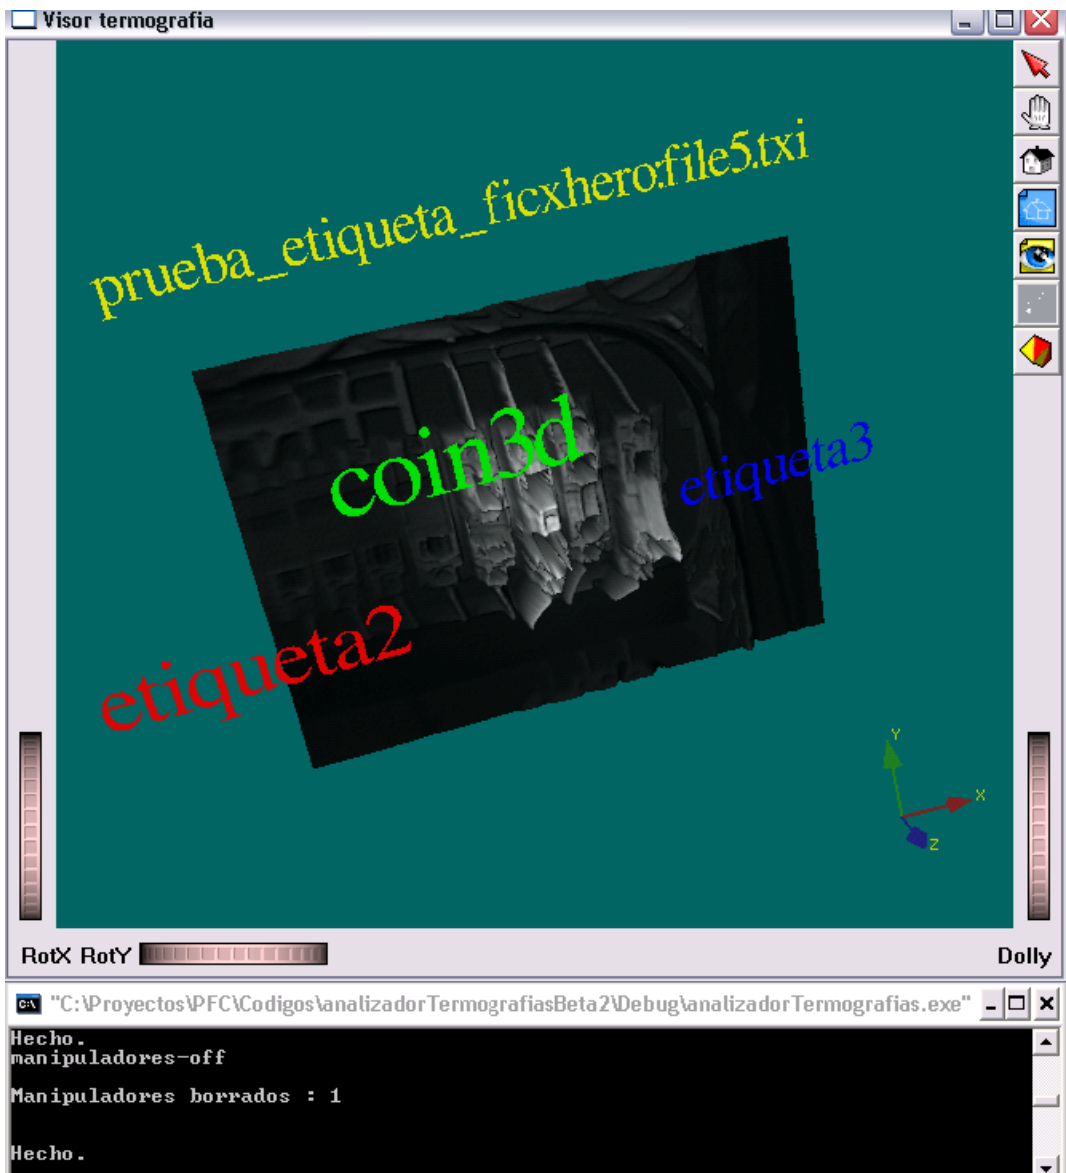 Visor termografia
prueba_etiqueta_ficxhero:file5.txi
coin3d
etiqueta3
etiqueta2
Y
X
Z
RotX RotY
Dolly
"C:\Proyectos\PFC\Codigos\analizadorTermografiasBeta2\Debug\analizadorTermografias.exe"
Hecho.
manipuladores-off
Manipuladores borrados : 1
Hecho.